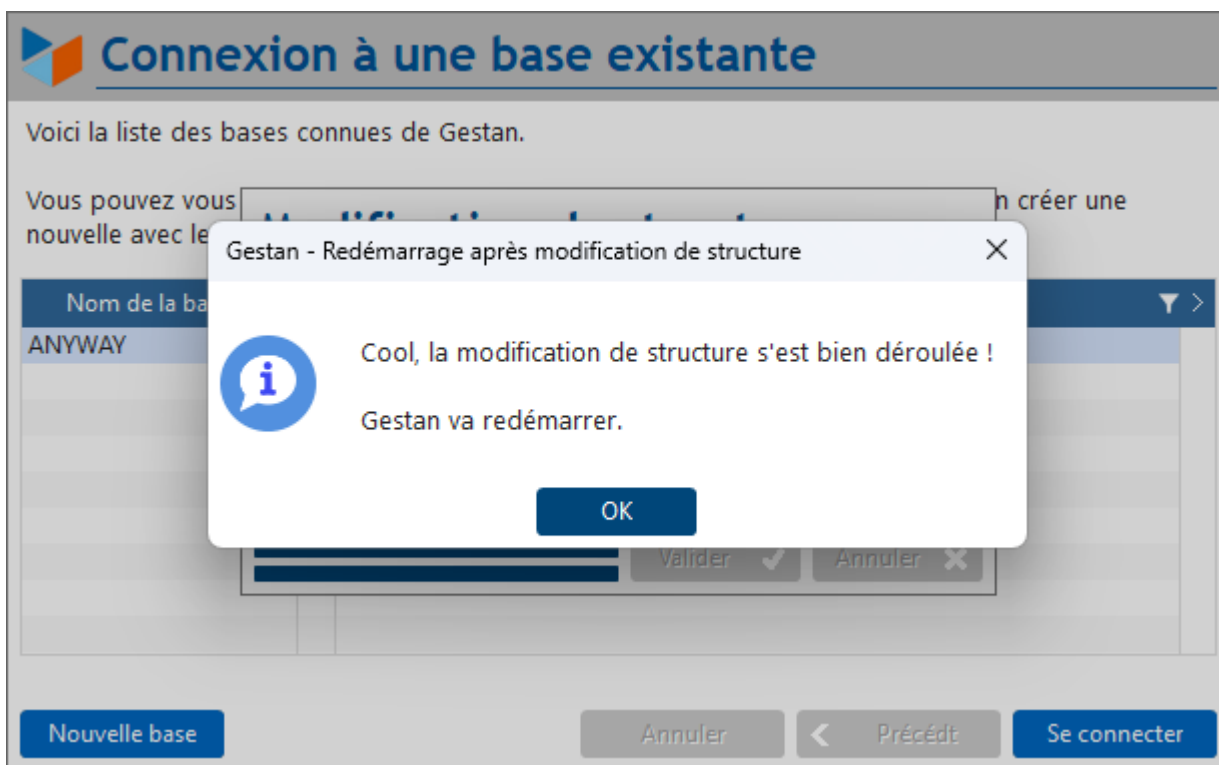 Connexion à une base existante
Voici la liste des bases connues de Gestan.
Vous pouvez vous n créer une
nouvelle avec le
Gestan - Redémarrage après modification de structure
Nom de la ba
ANYWAY
Cool, la modification de structure s'est bien déroulée !
Gestan va redémarrer.
OK
Valider Annuler
Nouvelle base Annuler Précédt Se connecter